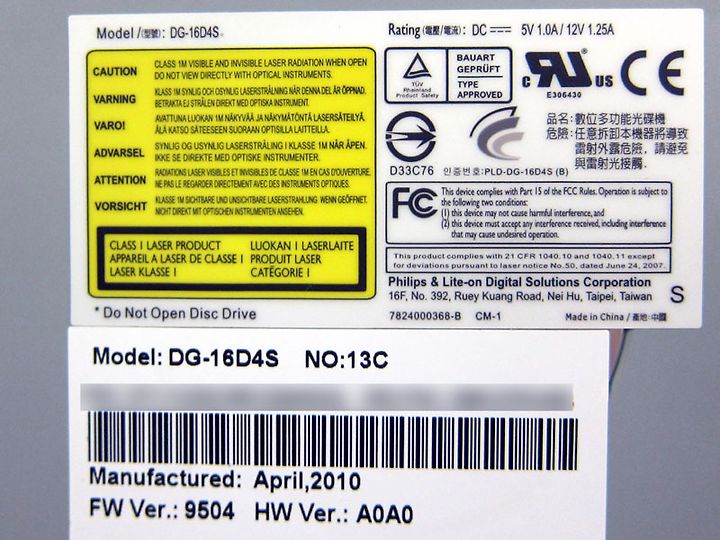 Model /(型號): DG-16D4S
Rating (電壓/電流): DC 5V 1.0A / 12V 1.25A
CAUTION
CLASS 1M VISIBLE AND INVISIBLE LASER RADIATION WHEN OPEN
DO NOT VIEW DIRECTLY WITH OPTICAL INSTRUMENTS.
VARNING
KLASS 1M SYNLIG OCH OSYNLIG LASERSTRÅLNING NÄR DENNA DEL ÄR ÖPPNAD.
BETRAKTA EJ STRÅLEN DIREKT MED OPTISKA INSTRUMENT.
VARO!
AVATTUNA LUOKAN 1M NÄKYVÄÄ JA NÄKYMÄTÖNTÄ LASERSÄTEILYÄ.
ÄLÄ KATSO SÄTEESEEN SUORAAN OPTISILLA LAITTEILLA.
ADVARSEL
SYNLIG OG USYNLIG LASERSTRÅLING I KLASSE 1M NÅR ÅPEN.
IKKE SE DIREKTE MED OPTISKE INSTRUMENTER.
ATTENTION
RADIATIONS LASER VISIBLES ET INVISIBLES DE CLASSE 1M EN CAS D'OUVERTURE.
NE PAS LE REGARDER DIRECTEMENT AVEC DES INSTRUMENTS OPTIQUES.
VORSICHT
KLASSE 1M SICHTBARE UND UNSICHTBARE LASERSTRAHLUNG, WENN GEÖFFNET.
NICHT DIREKT MIT OPTISCHEN INSTRUMENTEN ANSEHEN.
CLASS I LASER PRODUCT
APPAREIL A LASER DE CLASSE I
LASER KLASSE I
LUOKAN I LASERLAITE
PRODUIT LASER
CATĔGORIE I
* Do Not Open Disc Drive
TÜV
Rheinland
Product Safety
BAUART
GEPRÜFT
TYPE
APPROVED
c RU US
E306430
CE
D33C76
品名:數位多功能光碟機
危險:任意拆卸本機器將導致
雷射外露危險, 請避免
與雷射光接觸.
인증번호:PLD-DG-16D4S (B)
FC
This device complies with Part 15 of the FCC Rules. Operation is subject to
the following two conditions:
(1) this device may not cause harmful interference, and
(2) this device must accept any interference received, including interference
that may cause undesired operation.
This product complies with 21 CFR 1040.10 and 1040.11 except
for deviations pursuant to laser notice No.50, dated June 24, 2007.
Philips & Lite-on Digital Solutions Corporation
16F, No. 392, Ruey Kuang Road, Nei Hu, Taipei, Taiwan
S
7824000368-B CM-1 Made in China / 產地: 中國
Model: DG-16D4S NO:13C
Manufactured: April,2010
FW Ver.: 9504 HW Ver.: A0A0